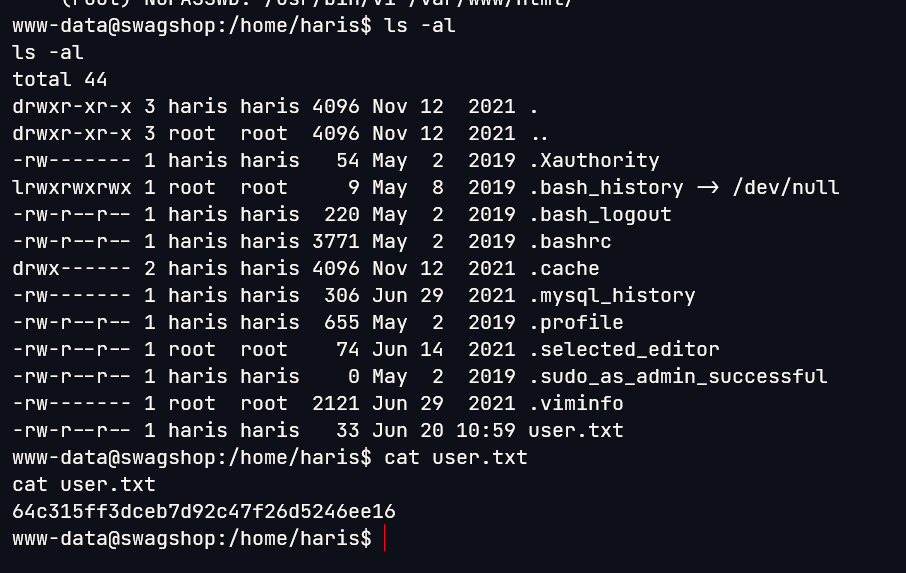 (root) NOPASSWD: /usr/bin/vi /var/www/html/*
www-data@swagshop:/home/haris$ ls -al
ls -al
total 44
drwxr-xr-x 3 haris haris 4096 Nov 12  2021 .
drwxr-xr-x 3 root  root  4096 Nov 12  2021 ..
-rw------- 1 haris haris   54 May  2  2019 .Xauthority
lrwxrwxrwx 1 root  root     9 May  8  2019 .bash_history -> /dev/null
-rw-r--r-- 1 haris haris  220 May  2  2019 .bash_logout
-rw-r--r-- 1 haris haris 3771 May  2  2019 .bashrc
drwx------ 2 haris haris 4096 Nov 12  2021 .cache
-rw------- 1 haris haris  306 Jun 29  2021 .mysql_history
-rw-r--r-- 1 haris haris  655 May  2  2019 .profile
-rw-r--r-- 1 root  root    74 Jun 14  2021 .selected_editor
-rw-r--r-- 1 haris haris    0 May  2  2019 .sudo_as_admin_successful
-rw------- 1 root  root  2121 Jun 29  2021 .viminfo
-rw-r--r-- 1 haris haris   33 Jun 20 10:59 user.txt
www-data@swagshop:/home/haris$ cat user.txt
cat user.txt
64c315ff3dceb7d92c47f26d5246ee16
www-data@swagshop:/home/haris$